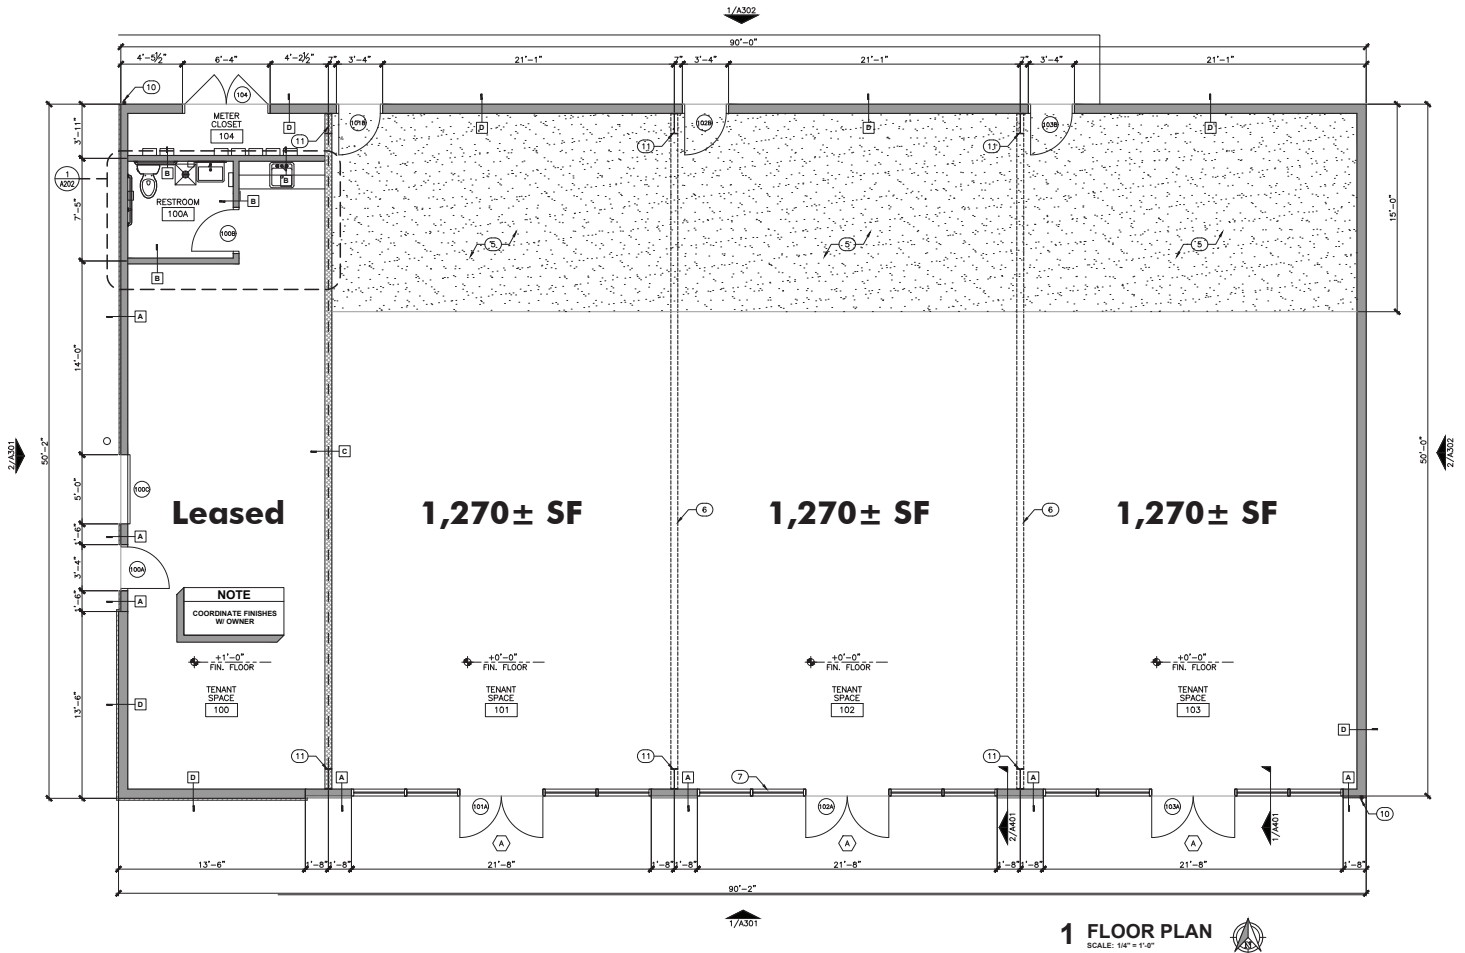 1/A302
90'-0"
4'-5½"
6'-4"
4'-2½"
7"
3'-4"
21'-1"
7"
3'-4"
21'-1"
7"
3'-4"
21'-1"
10
104
METER
CLOSET
104
D
11
101B
D
11
102B
D
11
103B
D
3'-11"
1
A202
7'-5"
B
B
RESTROOM
100A
B
100B
B
5
5
5
15'-0"
A
14'-0"
C
2/A301
50'-2"
50'-0"
2/A302
5'-0"
100C
Leased
1,270± SF
6
1,270± SF
6
1,270± SF
1'-6"
A
3'-4"
100A
1'-6"
A
NOTE
COORDINATE FINISHES
W/ OWNER
+1'-0"
FIN. FLOOR
+0'-0"
FIN. FLOOR
+0'-0"
FIN. FLOOR
+0'-0"
FIN. FLOOR
TENANT
SPACE
100
TENANT
SPACE
101
TENANT
SPACE
102
TENANT
SPACE
103
13'-6"
D
D
D
11
A
11
A
7
11
A
A
101A
102A
103A
10
2/A401
1/A401
A
A
A
13'-6"
1'-8"
1'-8"
21'-8"
1'-8"
1'-8"
21'-8"
1'-8"
1'-8"
21'-8"
1'-8"
90'-2"
1/A301
1 FLOOR PLAN
SCALE: 1/4" = 1'-0"
N